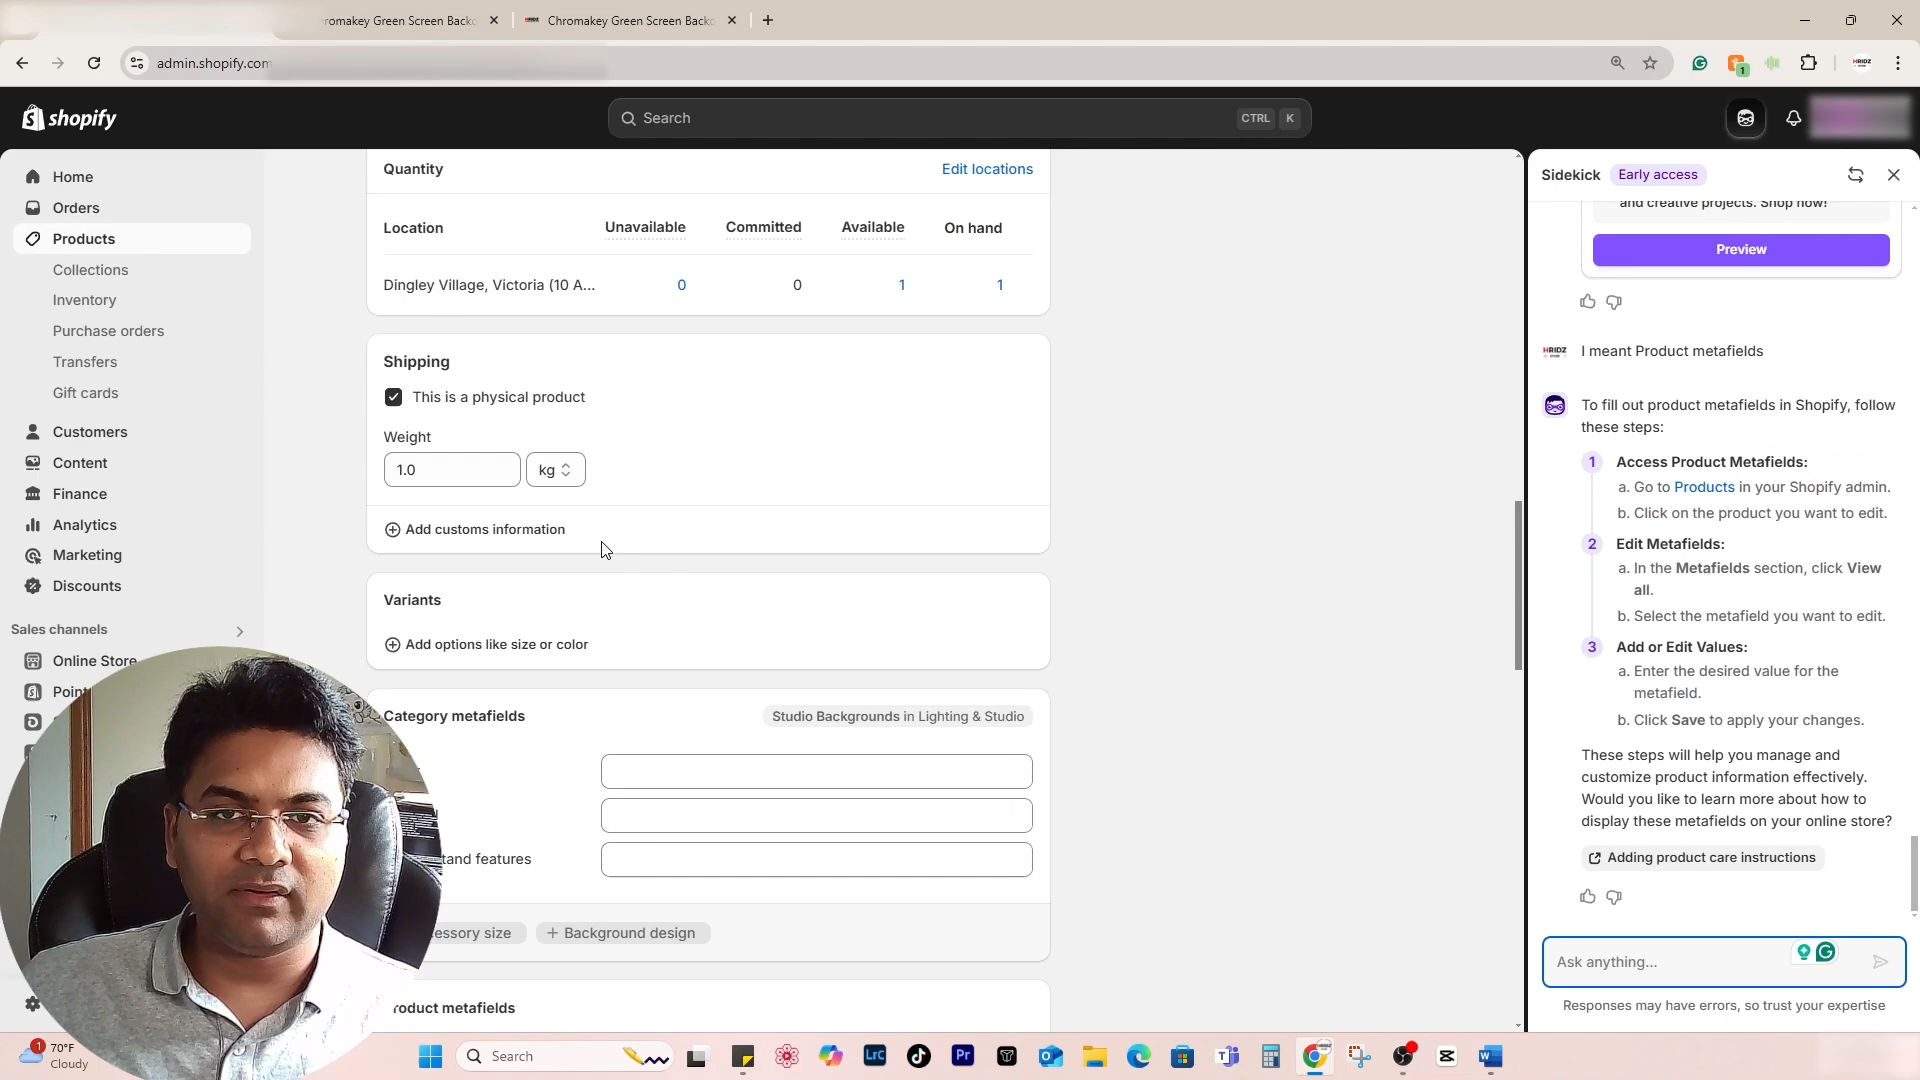 romakey Green Screen Backo
Chromakey Green Screen Backo
admin.shopify.com
1
HRIDZ
shopify
Search
CTRL K
Home
Orders
Products
Collections
Inventory
Purchase orders
Transfers
Gift cards
Customers
Content
Finance
Analytics
Marketing
Discounts
Sales channels
Online Store
Point
Quantity
Edit locations
Location Unavailable Committed Available On hand
Dingley Village, Victoria (10 A... 0 0 1 1
Shipping
This is a physical product
Weight
1.0
kg
Add customs information
Variants
Add options like size or color
Category metafields
Studio Backgrounds in Lighting & Studio
tand features
essory size
+ Background design
roduct metafields
Sidekick
Early access
and creative projects. Shop now!
Preview
HRIDZ
I meant Product metafields
To fill out product metafields in Shopify, follow
these steps:
1 Access Product Metafields:
a. Go to Products in your Shopify admin.
b. Click on the product you want to edit.
2 Edit Metafields:
a. In the Metafields section, click View
all.
b. Select the metafield you want to edit.
3 Add or Edit Values:
a. Enter the desired value for the
metafield.
b. Click Save to apply your changes.
These steps will help you manage and
customize product information effectively.
Would you like to learn more about how to
display these metafields on your online store?
Adding product care instructions
Ask anything...
Responses may have errors, so trust your expertise
1
70°F
Cloudy
Search
LrC
Pr